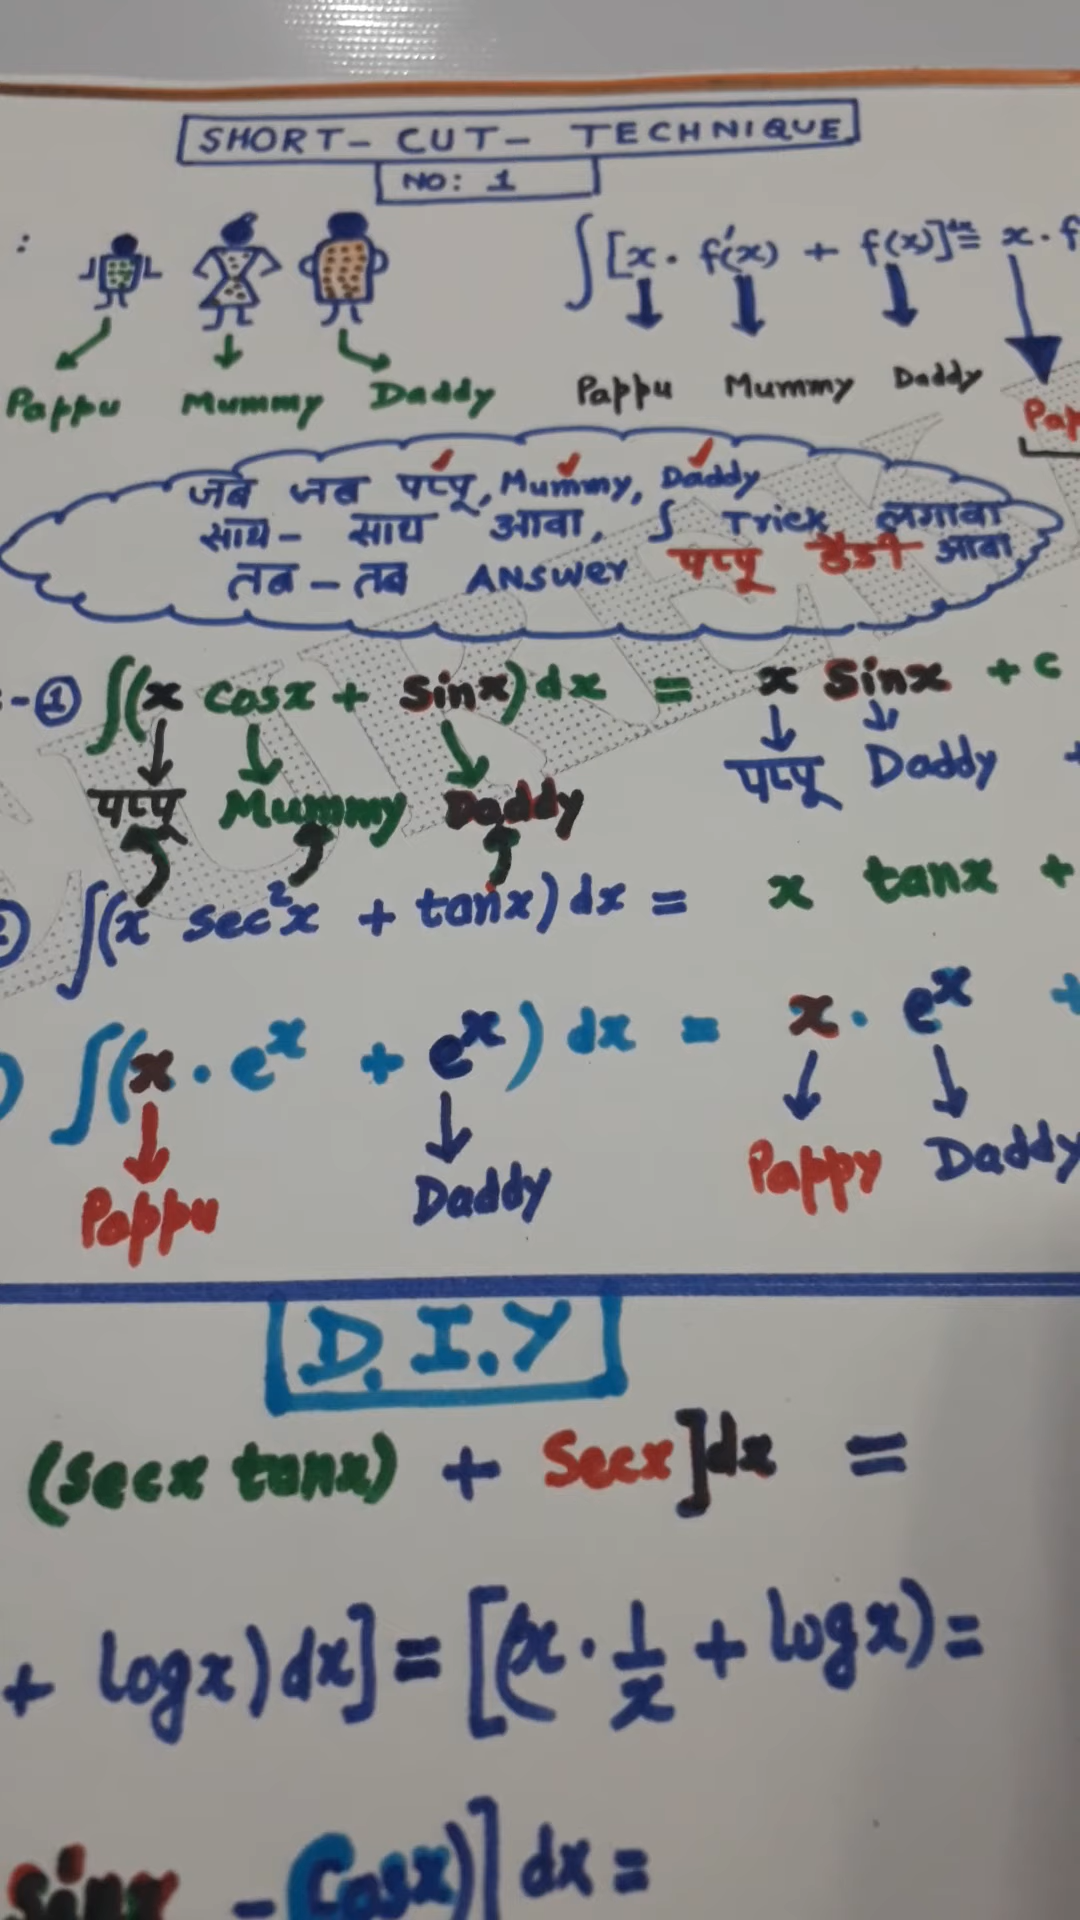 SHORT- CUT- TECHNIQUE
NO: 1
:
∫[x. f'(x) + f(x)]dx = x. f
Pappu Mummy Daddy
Pappu Mummy Daddy
Pap
जब जब पप्पू, Mummy, Daddy
साथ- साथ आवा, ∫ Trick लगावा
तब - तब Answer पप्पू डैडी आवा
-① ∫(x Cosx + Sinx)dx = x Sinx + c
पप्पू Mummy Daddy
पप्पू Daddy +
∫(x sec²x + tanx)dx = x tanx +
∫(x . eˣ + eˣ) dx = x. eˣ +
Pappu Daddy
Pappy Daddy
D.I.Y
(secx tanx) + Secx]dx =
+ logx)dx] = [(x. 1/x + logx) =
Sinx - Cosx)] dx =